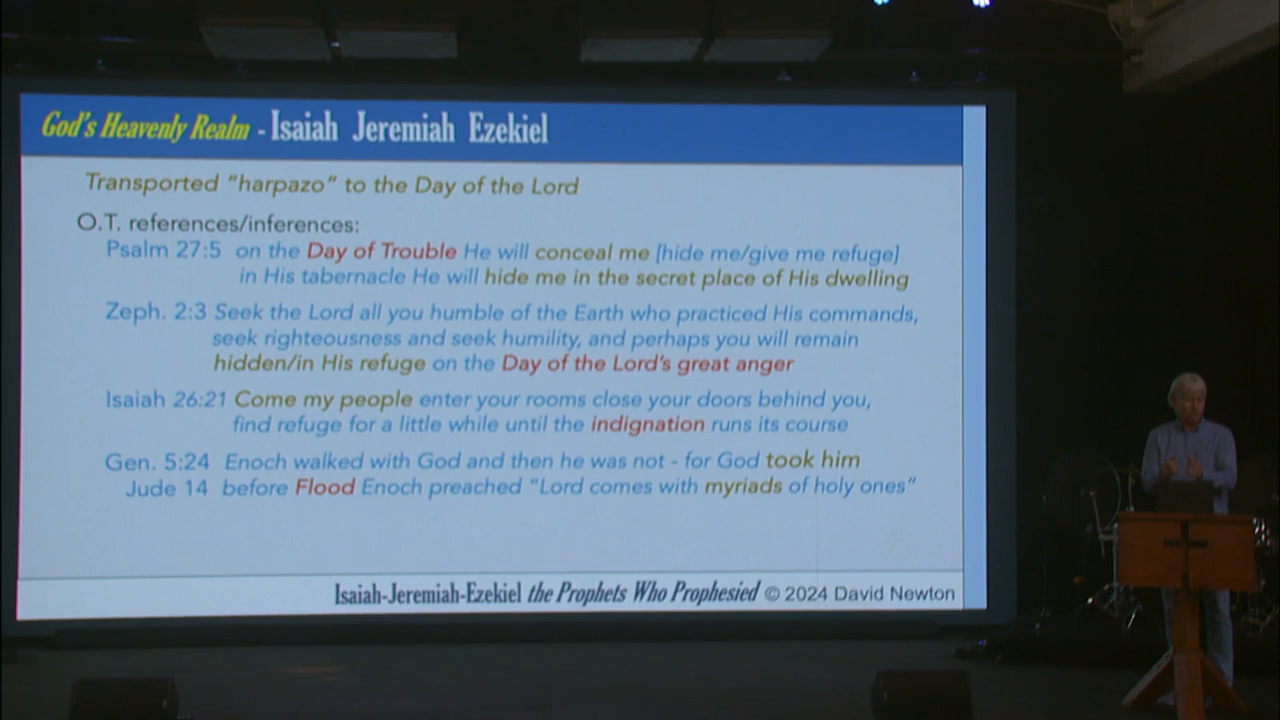 God's Heavenly Realm - Isaiah Jeremiah Ezekiel
Transported "harpazo" to the Day of the Lord
O.T. references/inferences:
Psalm 27:5 on the Day of Trouble He will conceal me [hide me/give me refuge]
in His tabernacle He will hide me in the secret place of His dwelling
Zeph. 2:3 Seek the Lord all you humble of the Earth who practiced His commands,
seek righteousness and seek humility, and perhaps you will remain
hidden/in His refuge on the Day of the Lord's great anger
Isaiah 26:21 Come my people enter your rooms close your doors behind you,
find refuge for a little while until the indignation runs its course
Gen. 5:24 Enoch walked with God and then he was not - for God took him
Jude 14 before Flood Enoch preached "Lord comes with myriads of holy ones"
Isaiah-Jeremiah-Ezekiel the Prophets Who Prophesied © 2024 David Newton